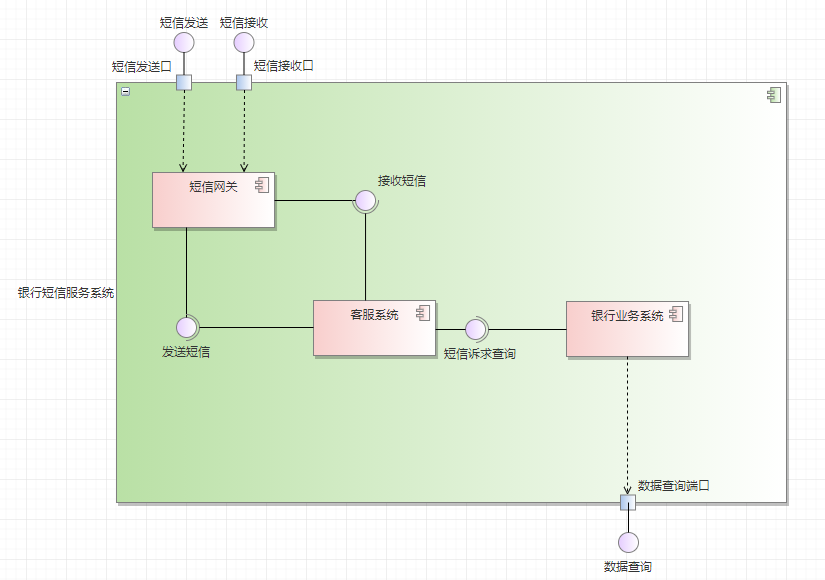 短信发送
短信接收
短信发送口
短信接收口
短信网关
接收短信
银行短信服务系统
客服系统
银行业务系统
发送短信
短信诉求查询
数据查询端口
数据查询